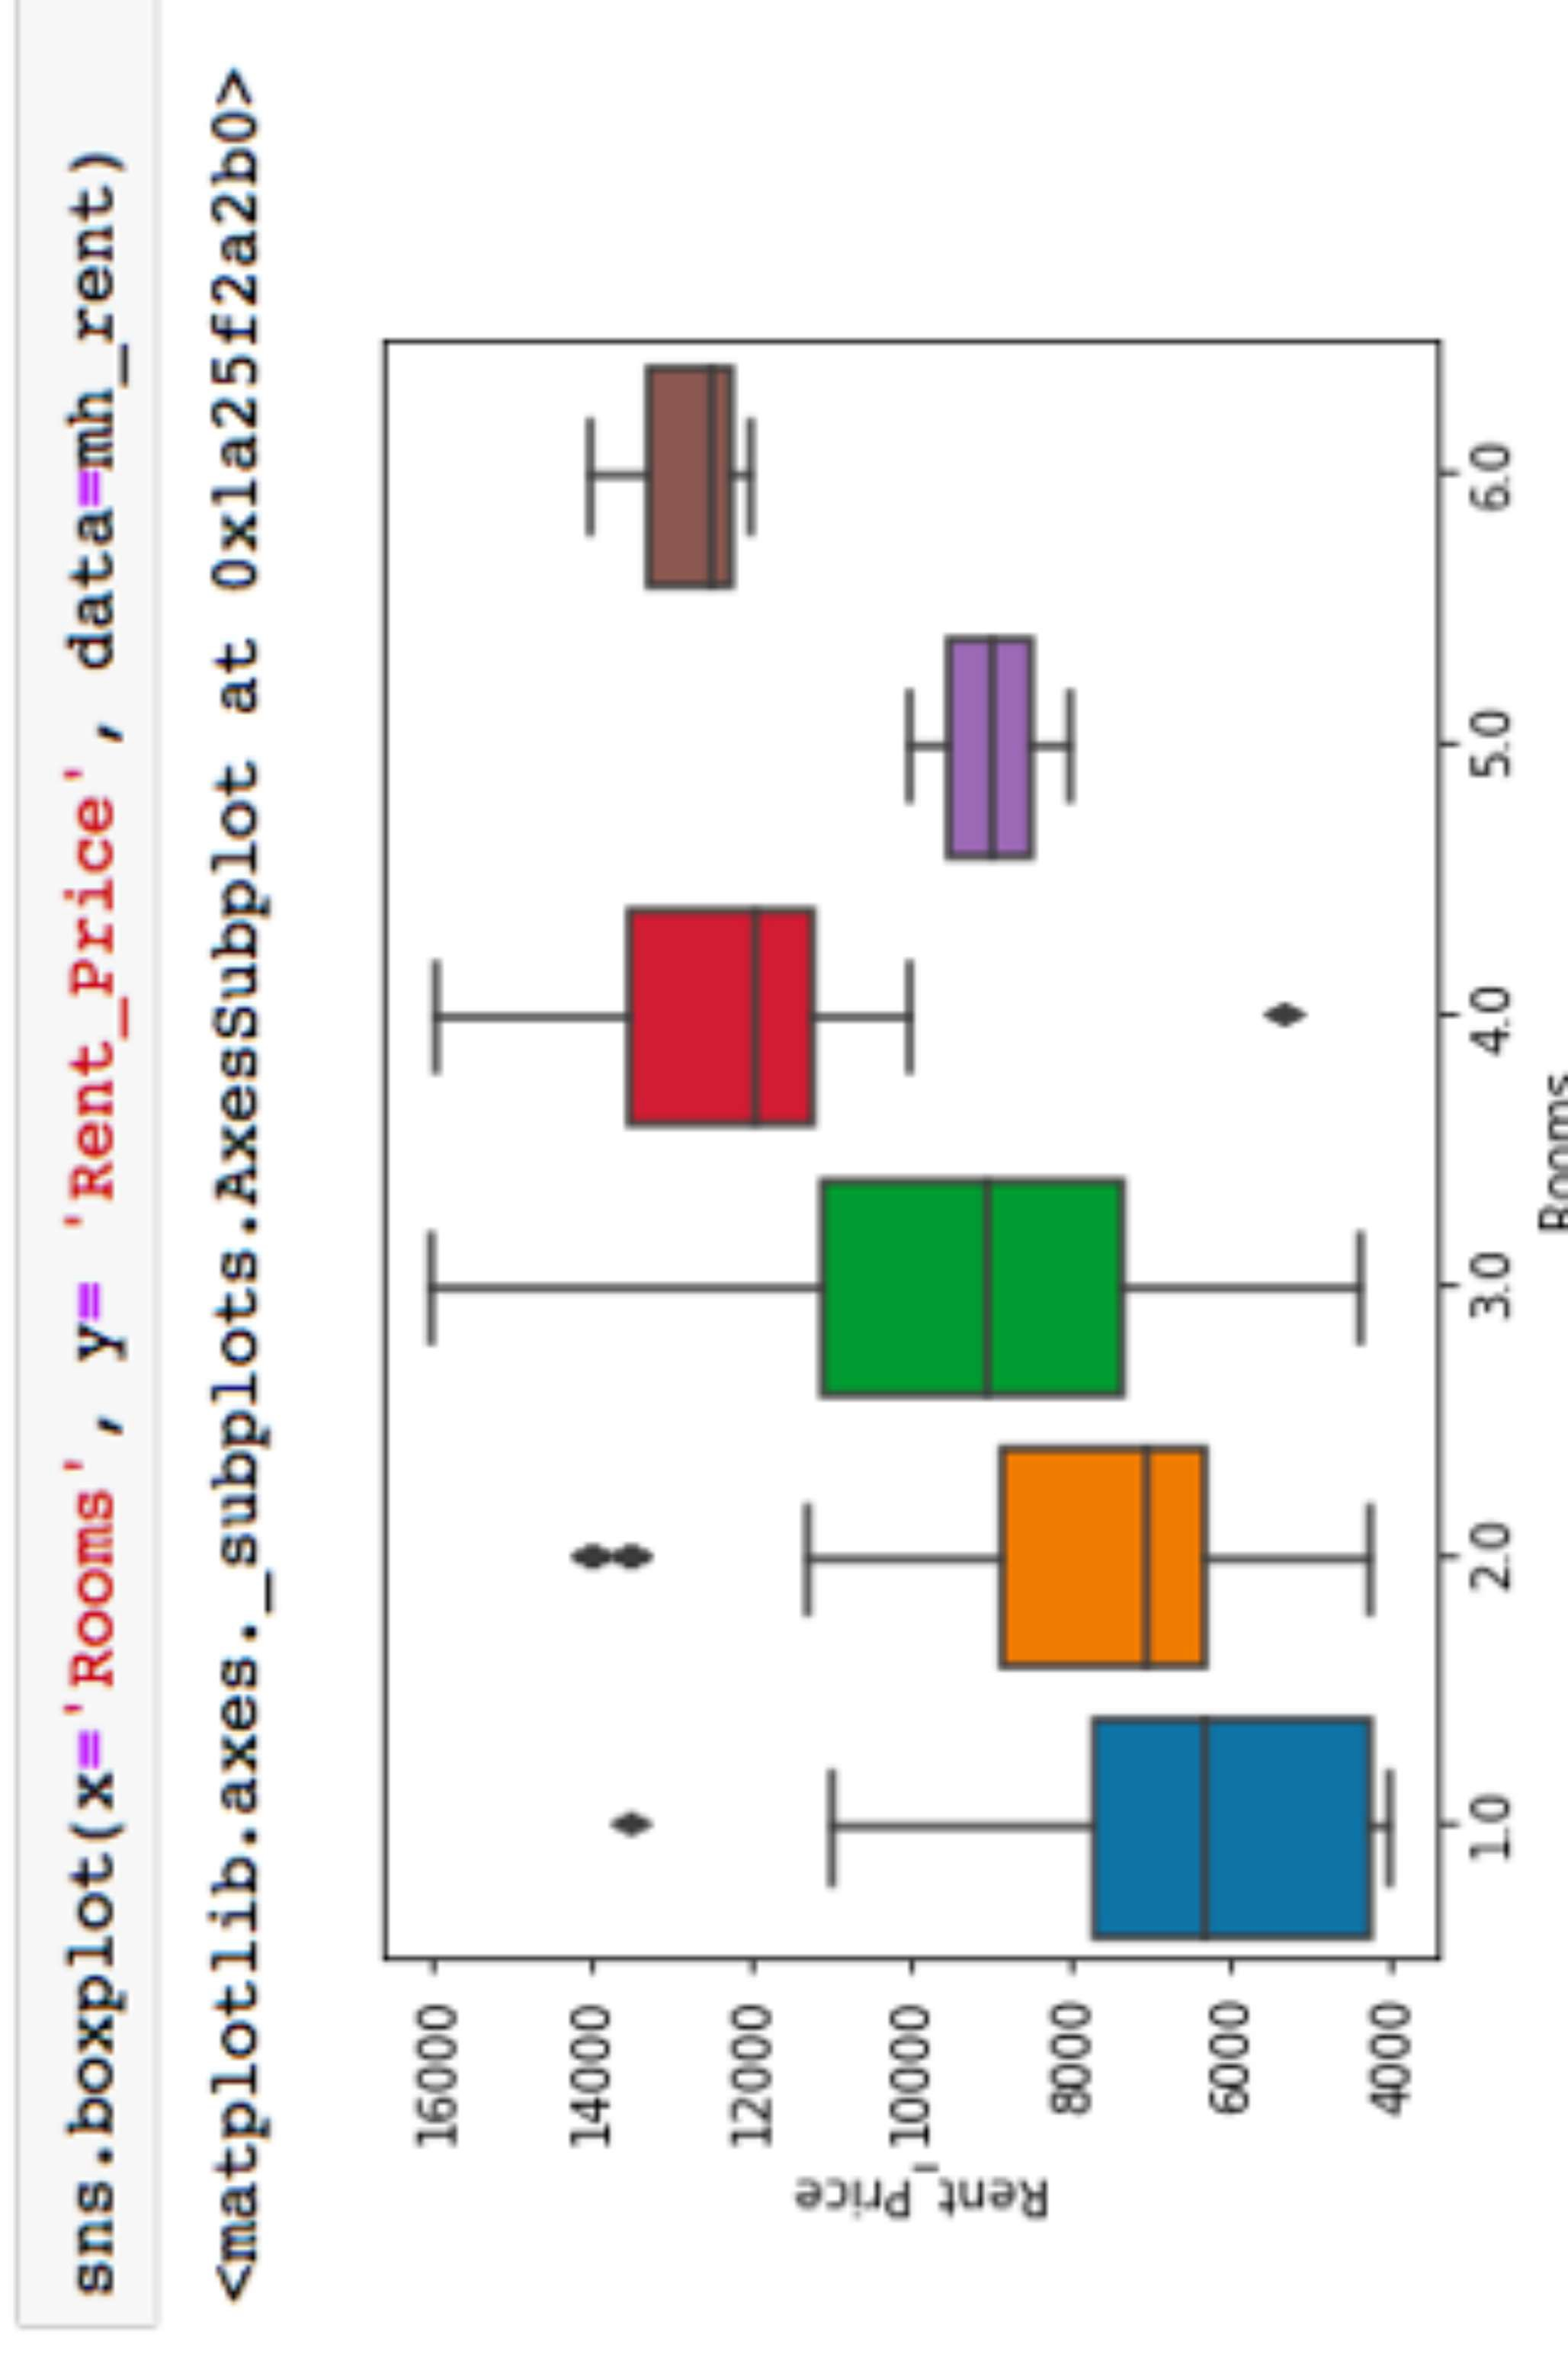 sns.boxplot(x='Rooms', y= 'Rent_Price', data=mh_rent)
<matplotlib.axes._subplots.AxesSubplot at 0x1a25f2a2b0>
16000
14000
12000
10000
8000
6000
4000
Rent_Price
1.0 2.0 3.0 4.0 5.0 6.0
Rooms